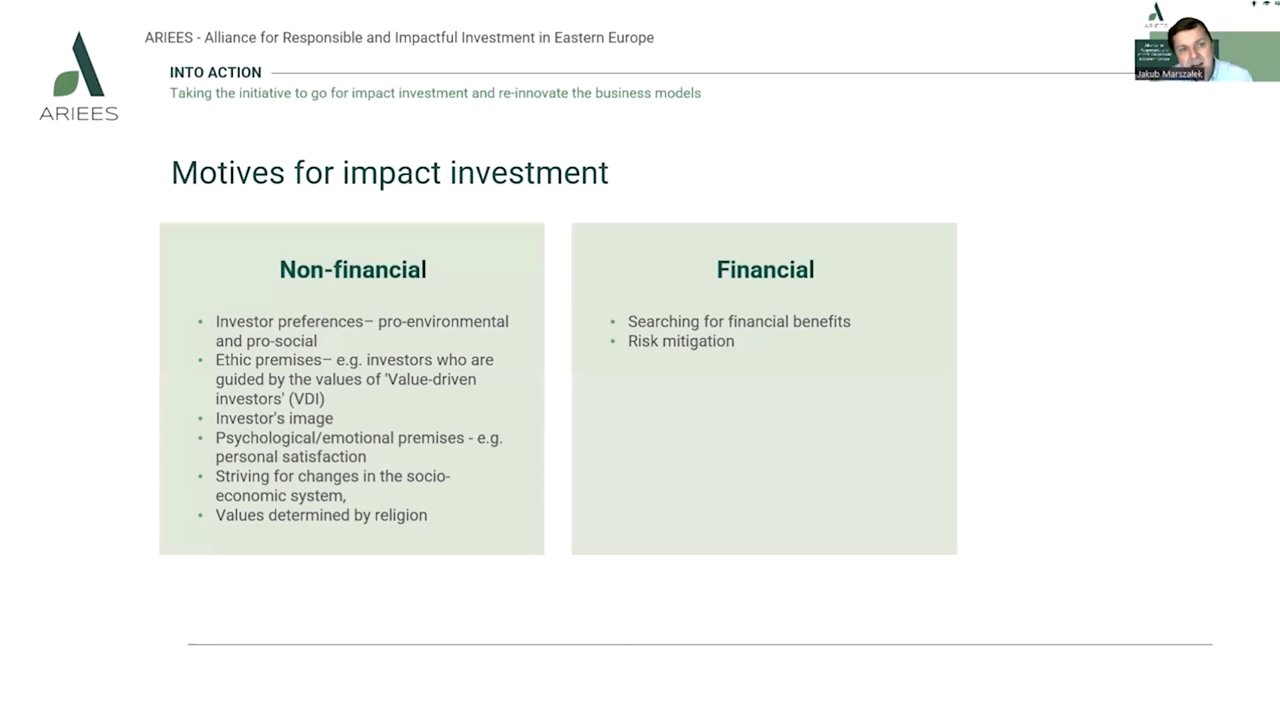 ARIEES - Alliance for Responsible and Impactful Investment in Eastern Europe
INTO ACTION
Taking the initiative to go for impact investment and re-innovate the business models
ARIEES
Jakub Marszałek
Motives for impact investment
Non-financial
• Investor preferences– pro-environmental
and pro-social
• Ethic premises– e.g. investors who are
guided by the values of 'Value-driven
investors' (VDI)
• Investor's image
• Psychological/emotional premises - e.g.
personal satisfaction
• Striving for changes in the socio-
economic system,
• Values determined by religion
Financial
• Searching for financial benefits
• Risk mitigation